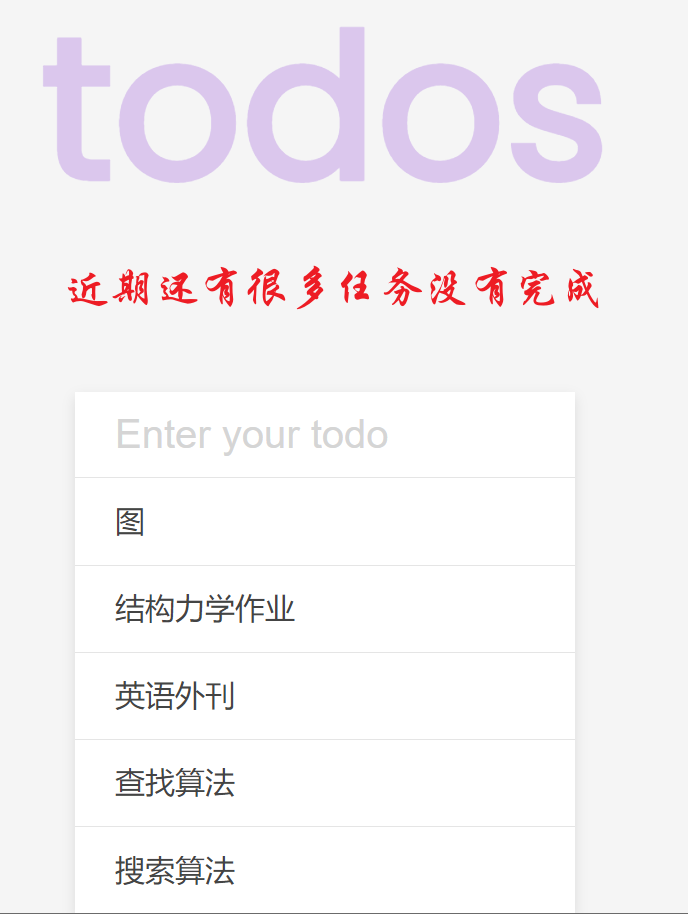 todos
近期还有很多任务没有完成
Enter your todo
图
结构力学作业
英语外刊
查找算法
搜索算法